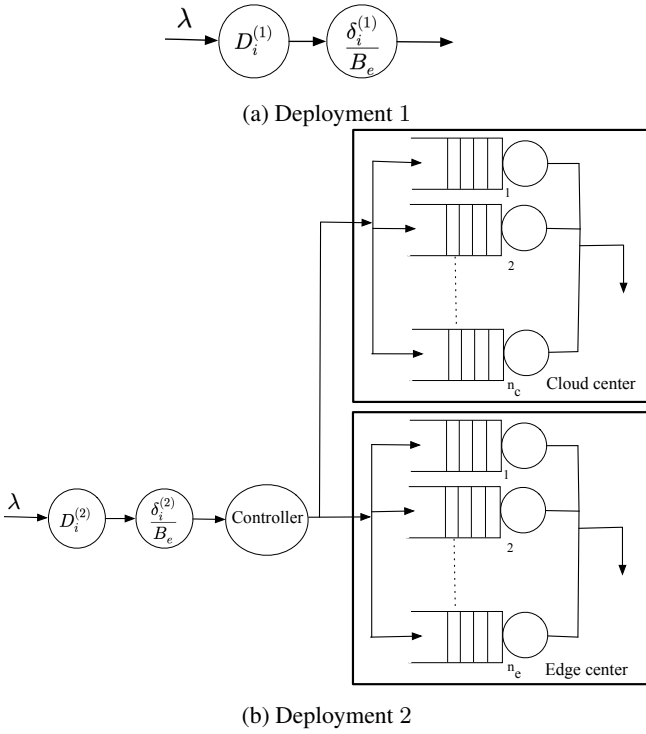 λ
D_i^(1)
δ_i^(1)
B_e
(a) Deployment 1
1
2
n_c
Cloud center
λ
D_i^(2)
δ_i^(2)
B_e
Controller
1
2
n_e
Edge center
(b) Deployment 2